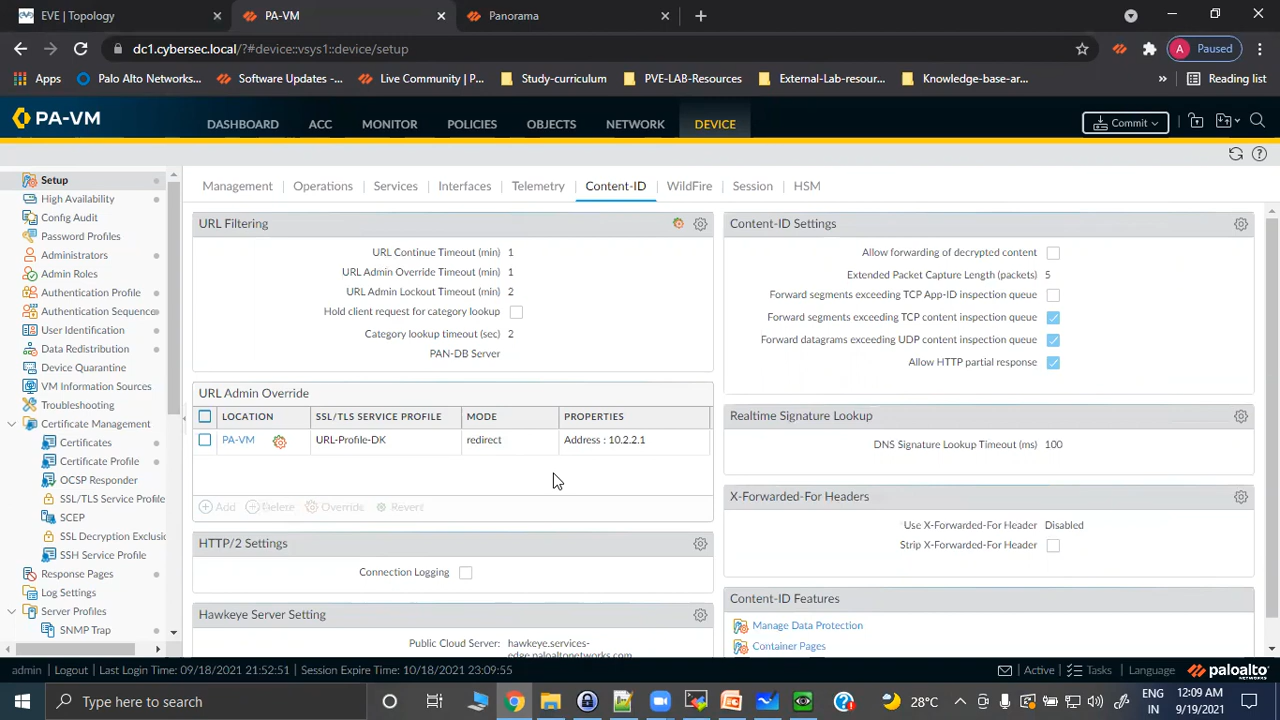 EVE | Topology
PA-VM
Panorama
dc1.cybersec.local/?#device::vsys1::device/setup
A Paused
Apps
Palo Alto Networks...
Software Updates -...
Live Community | P...
Study-curriculum
PVE-LAB-Resources
External-Lab-resour...
Knowledge-base-ar...
Reading list
PA-VM
DASHBOARD
ACC
MONITOR
POLICIES
OBJECTS
NETWORK
DEVICE
Commit
Setup
High Availability
Config Audit
Password Profiles
Administrators
Admin Roles
Authentication Profile
Authentication Sequence
User Identification
Data Redistribution
Device Quarantine
VM Information Sources
Troubleshooting
Certificate Management
Certificates
Certificate Profile
OCSP Responder
SSL/TLS Service Profile
SCEP
SSL Decryption Exclusio
SSH Service Profile
Response Pages
Log Settings
Server Profiles
SNMP Trap
Management
Operations
Services
Interfaces
Telemetry
Content-ID
WildFire
Session
HSM
URL Filtering
URL Continue Timeout (min) 1
URL Admin Override Timeout (min) 1
URL Admin Lockout Timeout (min) 2
Hold client request for category lookup
Category lookup timeout (sec) 2
PAN-DB Server
URL Admin Override
LOCATION SSL/TLS SERVICE PROFILE MODE PROPERTIES
PA-VM URL-Profile-DK redirect Address : 10.2.2.1
Add Delete Override Revert
HTTP/2 Settings
Connection Logging
Hawkeye Server Setting
Public Cloud Server: hawkeye.services-
edge.paloaltonetworks.com
Content-ID Settings
Allow forwarding of decrypted content
Extended Packet Capture Length (packets) 5
Forward segments exceeding TCP App-ID inspection queue
Forward segments exceeding TCP content inspection queue
Forward datagrams exceeding UDP content inspection queue
Allow HTTP partial response
Realtime Signature Lookup
DNS Signature Lookup Timeout (ms) 100
X-Forwarded-For Headers
Use X-Forwarded-For Header Disabled
Strip X-Forwarded-For Header
Content-ID Features
Manage Data Protection
Container Pages
admin | Logout | Last Login Time: 09/18/2021 21:52:51 | Session Expire Time: 10/18/2021 23:09:55
Active | Tasks | Language
paloalto
NETWORKS
Type here to search
28°C
ENG
IN
12:09 AM
9/19/2021